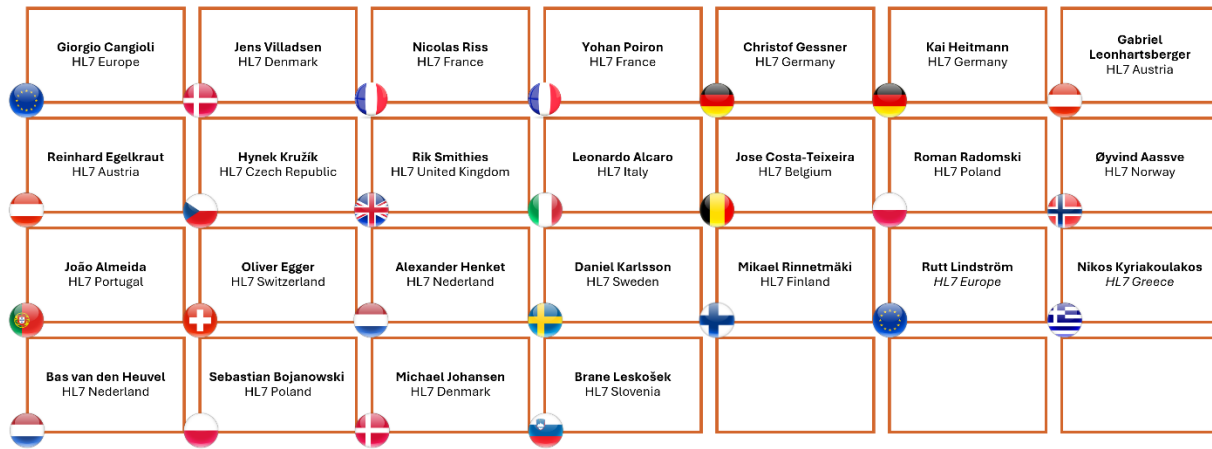 Giorgio Cangioli
HL7 Europe
Jens Villadsen
HL7 Denmark
Nicolas Riss
HL7 France
Yohan Poiron
HL7 France
Christof Gessner
HL7 Germany
Kai Heitmann
HL7 Germany
Gabriel
Leonhartsberger
HL7 Austria
Reinhard Egelkraut
HL7 Austria
Hynek Kružík
HL7 Czech Republic
Rik Smithies
HL7 United Kingdom
Leonardo Alcaro
HL7 Italy
Jose Costa-Teixeira
HL7 Belgium
Roman Radomski
HL7 Poland
Øyvind Aassve
HL7 Norway
João Almeida
HL7 Portugal
Oliver Egger
HL7 Switzerland
Alexander Henket
HL7 Nederland
Daniel Karlsson
HL7 Sweden
Mikael Rinnetmäki
HL7 Finland
Rutt Lindström
HL7 Europe
Nikos Kyriakoulakos
HL7 Greece
Bas van den Heuvel
HL7 Nederland
Sebastian Bojanowski
HL7 Poland
Michael Johansen
HL7 Denmark
Brane Leskošek
HL7 Slovenia